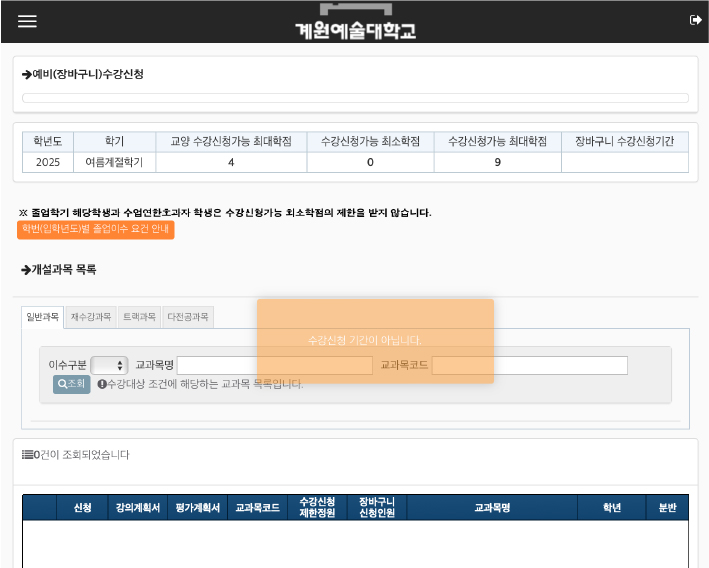 계원예술대학교
예비(장바구니)수강신청
학년도 학기 교양 수강신청가능 최대학점 수강신청가능 최소학점 수강신청가능 최대학점 장바구니 수강신청기간
2025 여름계절학기 4 0 9
※ 졸업학기 해당학생과 수업연한초과자 학생은 수강신청가능 최소학점의 제한을 받지 않습니다.
학번(입학년도)별 졸업이수 요건 안내
개설과목 목록
일반과목 재수강과목 트랙과목 다전공과목
수강신청 기간이 아닙니다.
이수구분 교과목명 교과목코드
조회 수강대상 조건에 해당하는 교과목 목록입니다.
0건이 조회되었습니다
신청 강의계획서 평가계획서 교과목코드 수강신청 제한정원 장바구니 신청인원 교과목명 학년 분반